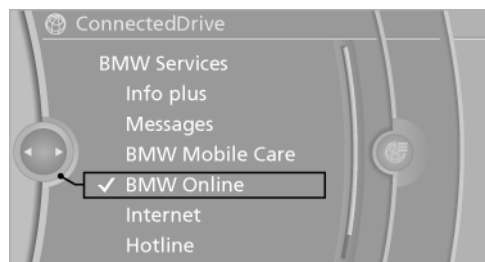 ConnectedDrive
BMW Services
Info plus
Messages
BMW Mobile Care
BMW Online
Internet
Hotline